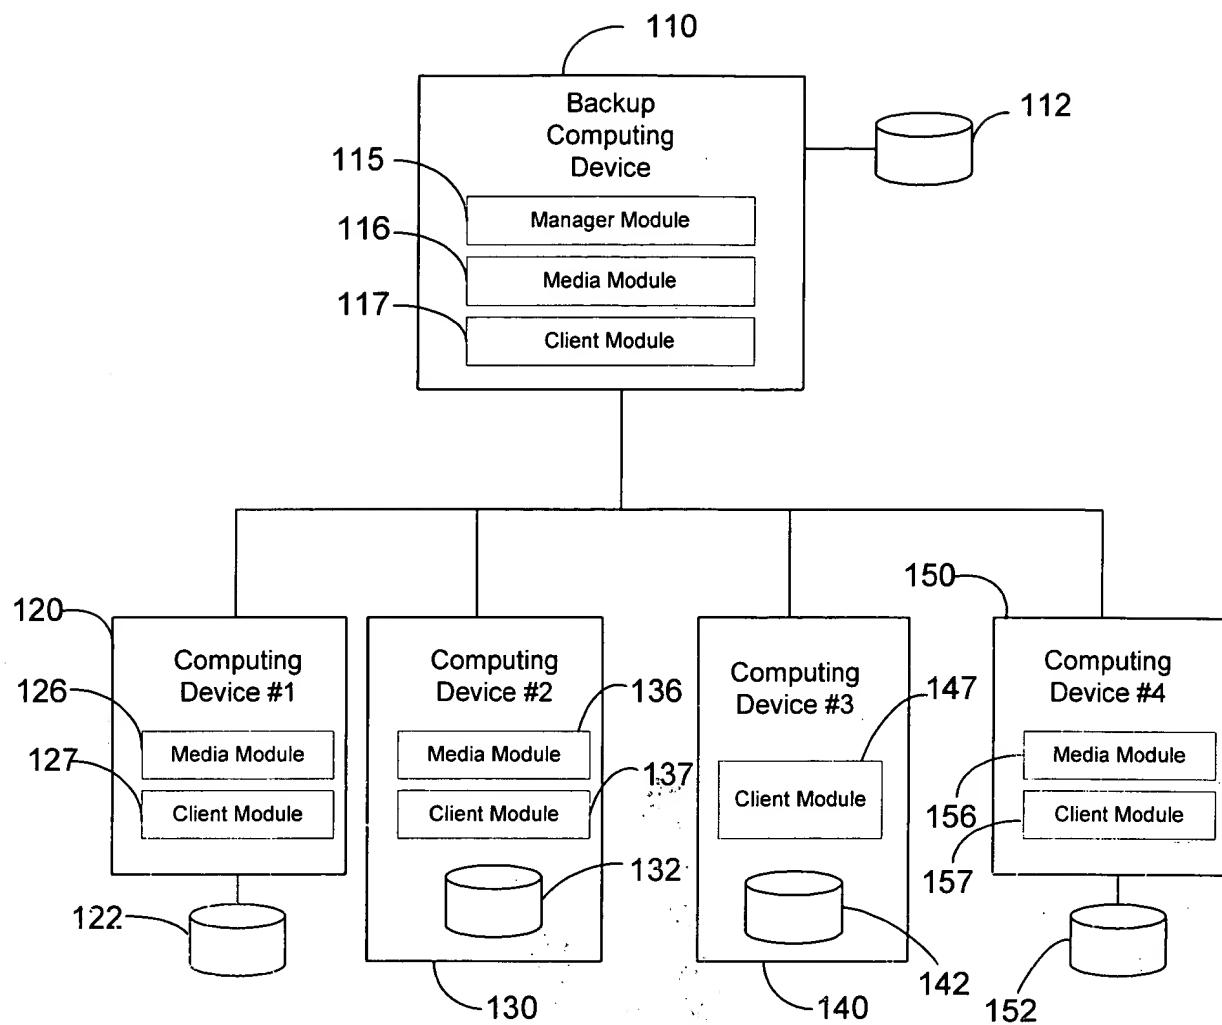 110
Backup
Computing
Device
112
115
Manager Module
116
Media Module
117
Client Module
120
Computing
Device #1
126
Media Module
127
Client Module
122
Computing
Device #2
136
Media Module
137
Client Module
132
130
Computing
Device #3
147
Client Module
142
140
150
Computing
Device #4
Media Module
156
Client Module
157
152